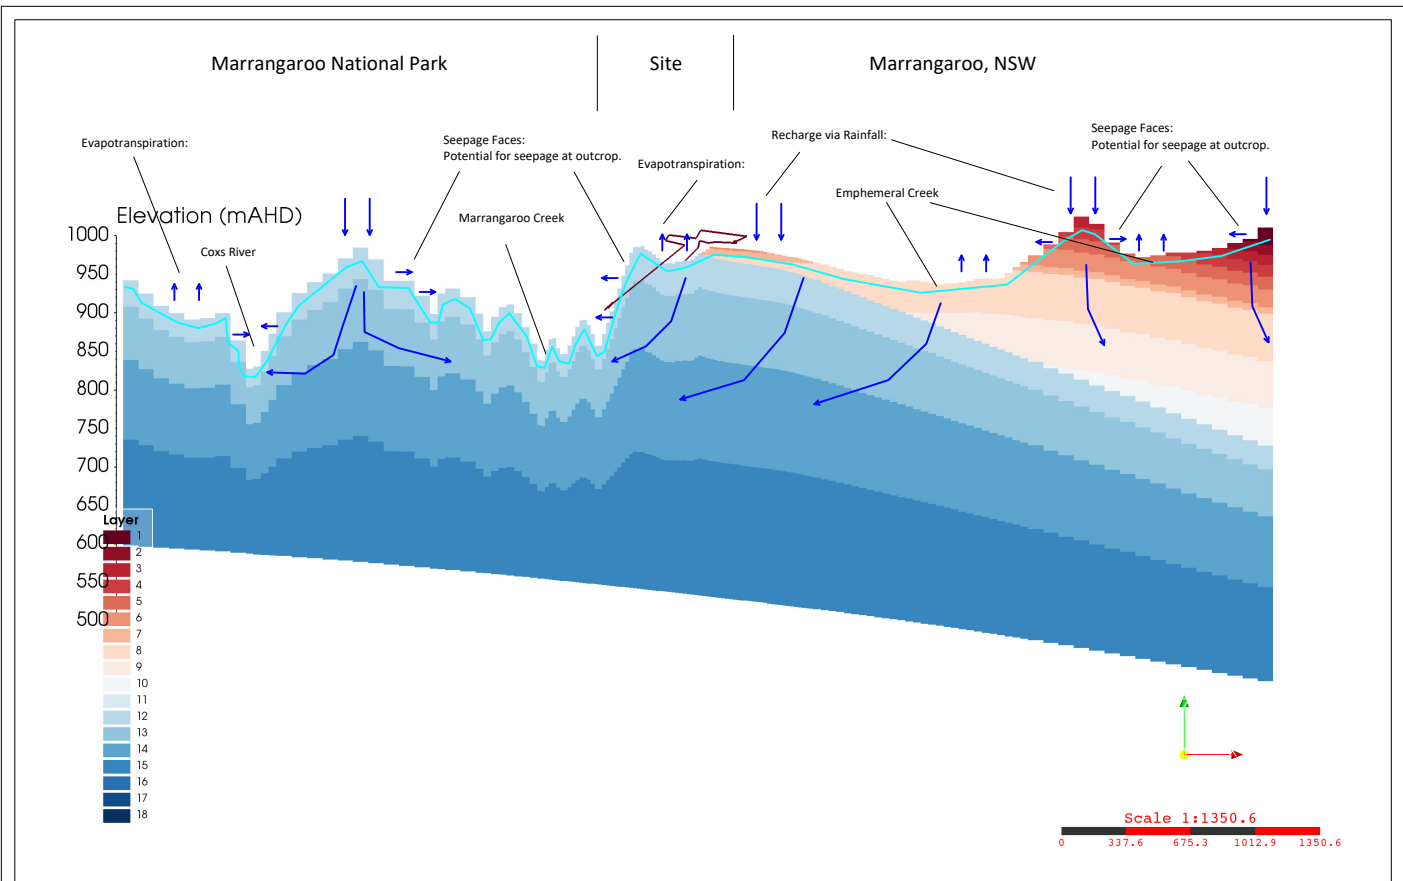 Marrangaroo National Park
Site
Marrangaroo, NSW
Evapotranspiration:
Seepage Faces:
Potential for seepage at outcrop.
Evapotranspiration:
Recharge via Rainfall:
Seepage Faces:
Potential for seepage at outcrop.
Ephemeral Creek
Marrangaroo Creek
Coxs River
Elevation (mAHD)
1000
950
900
850
800
750
700
650
600
550
500
Layer
1
2
3
4
5
6
7
8
9
10
11
12
13
14
15
16
17
18
Scale 1:1350.6
0 337.6 675.3 1012.9 1350.6